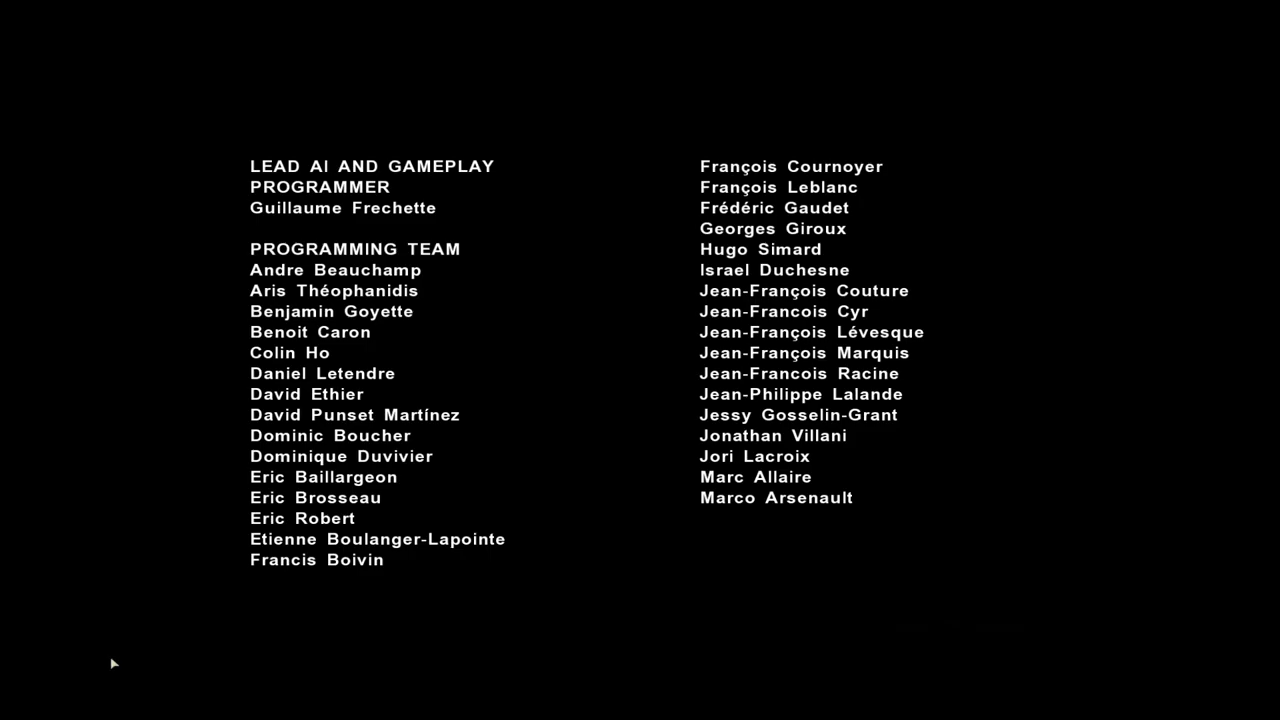 LEAD AI AND GAMEPLAY
PROGRAMMER
Guillaume Frechette
PROGRAMMING TEAM
Andre Beauchamp
Aris Théophanidis
Benjamin Goyette
Benoit Caron
Colin Ho
Daniel Letendre
David Ethier
David Punset Martínez
Dominic Boucher
Dominique Duvivier
Eric Baillargeon
Eric Brosseau
Eric Robert
Etienne Boulanger-Lapointe
Francis Boivin
François Cournoyer
François Leblanc
Frédéric Gaudet
Georges Giroux
Hugo Simard
Israel Duchesne
Jean-François Couture
Jean-Francois Cyr
Jean-François Lévesque
Jean-François Marquis
Jean-Francois Racine
Jean-Philippe Lalande
Jessy Gosselin-Grant
Jonathan Villani
Jori Lacroix
Marc Allaire
Marco Arsenault